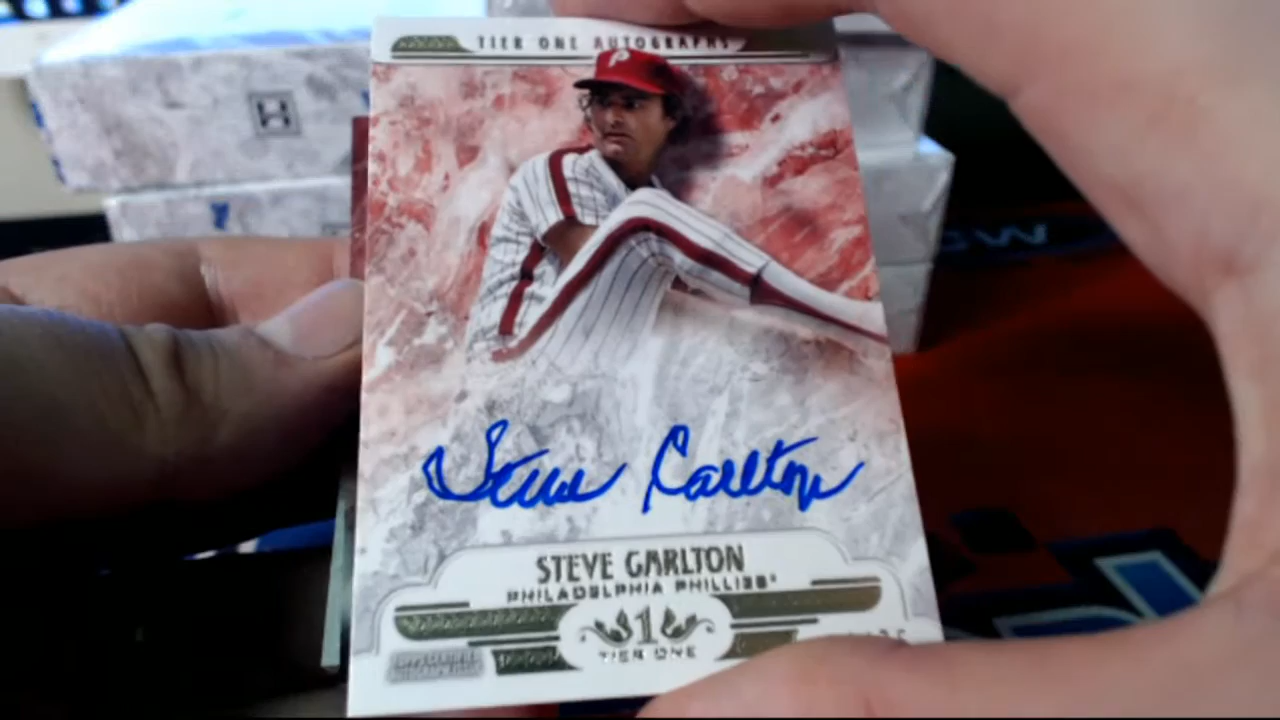 H
TIER ONE AUTOGRAPHS
P
Steve Carlton
STEVE CARLTON
PHILADELPHIA PHILLIES®
1
TIER ONE